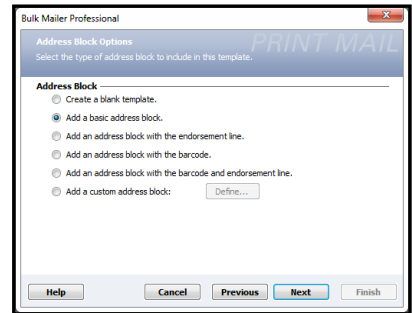 Bulk Mailer Professional
PRINT MAIL
Address Block Options
Select the type of address block to include in this template.
Address Block
Create a blank template.
Add a basic address block.
Add an address block with the endorsement line.
Add an address block with the barcode.
Add an address block with the barcode and endorsement line.
Add a custom address block: Define...
Help Cancel Previous Next Finish